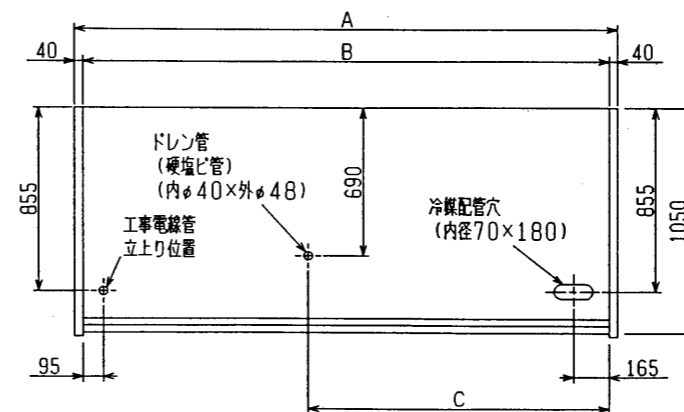 A
40
B
40
ドレン管
(硬塩ビ管)
(内φ40×外φ48)
690
855
工事電線管
立上り位置
冷媒配管穴
(内径70×180)
855
1050
95
165
C